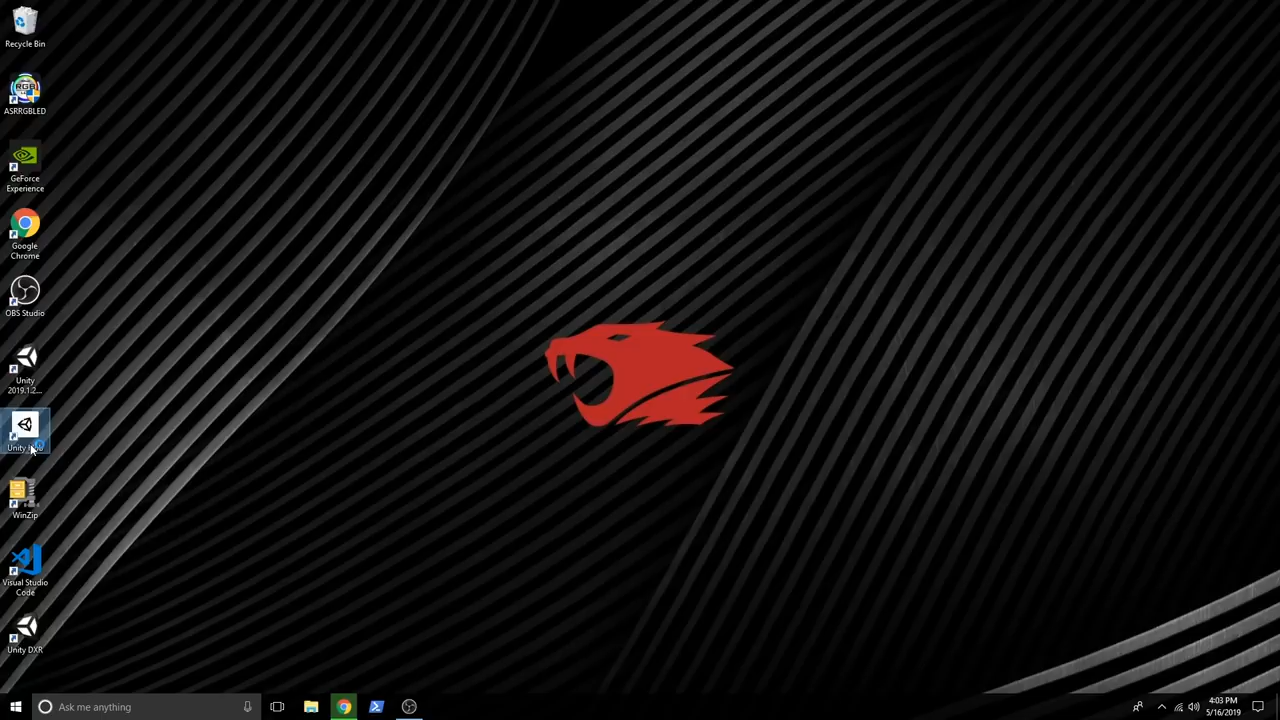 Recycle Bin
RGB
ASRRGBLED
GeForce
Experience
Google
Chrome
OBS Studio
Unity
2019.1.2...
Unity
WinZip
Visual Studio
Code
Unity DXR
Ask me anything
4:03 PM
5/16/2019